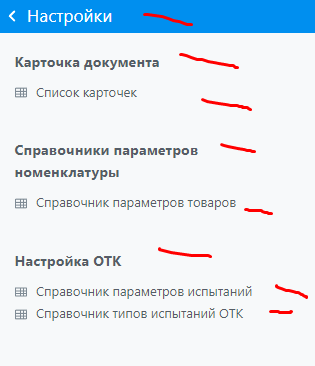 Настройки
Карточка документа
Список карточек
Справочники параметров
номенклатуры
Справочник параметров товаров
Настройка ОТК
Справочник параметров испытаний
Справочник типов испытаний ОТК